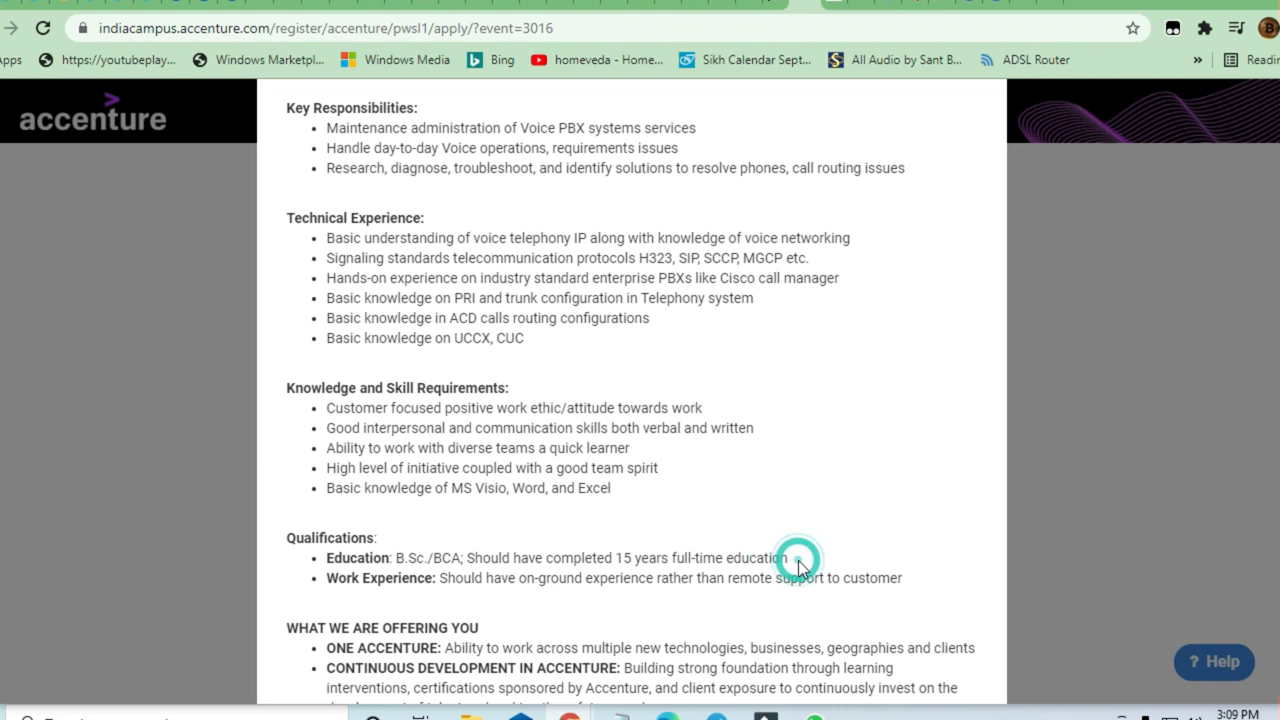 indiacampus.accenture.com/register/accenture/pwsl1/apply/?event=3016
pps https://youtubeplay... Windows Marketpl... Windows Media Bing homeveda - Home... Sikh Calendar Sept... All Audio by Sant B... ADSL Router » Readin
accenture
Key Responsibilities:
• Maintenance administration of Voice PBX systems services
• Handle day-to-day Voice operations, requirements issues
• Research, diagnose, troubleshoot, and identify solutions to resolve phones, call routing issues
Technical Experience:
• Basic understanding of voice telephony IP along with knowledge of voice networking
• Signaling standards telecommunication protocols H323, SIP, SCCP, MGCP etc.
• Hands-on experience on industry standard enterprise PBXs like Cisco call manager
• Basic knowledge on PRI and trunk configuration in Telephony system
• Basic knowledge in ACD calls routing configurations
• Basic knowledge on UCCX, CUC
Knowledge and Skill Requirements:
• Customer focused positive work ethic/attitude towards work
• Good interpersonal and communication skills both verbal and written
• Ability to work with diverse teams a quick learner
• High level of initiative coupled with a good team spirit
• Basic knowledge of MS Visio, Word, and Excel
Qualifications:
• Education: B.Sc./BCA; Should have completed 15 years full-time education
• Work Experience: Should have on-ground experience rather than remote support to customer
WHAT WE ARE OFFERING YOU
• ONE ACCENTURE: Ability to work across multiple new technologies, businesses, geographies and clients
• CONTINUOUS DEVELOPMENT IN ACCENTURE: Building strong foundation through learning
interventions, certifications sponsored by Accenture, and client exposure to continuously invest on the
? Help
3:09 PM